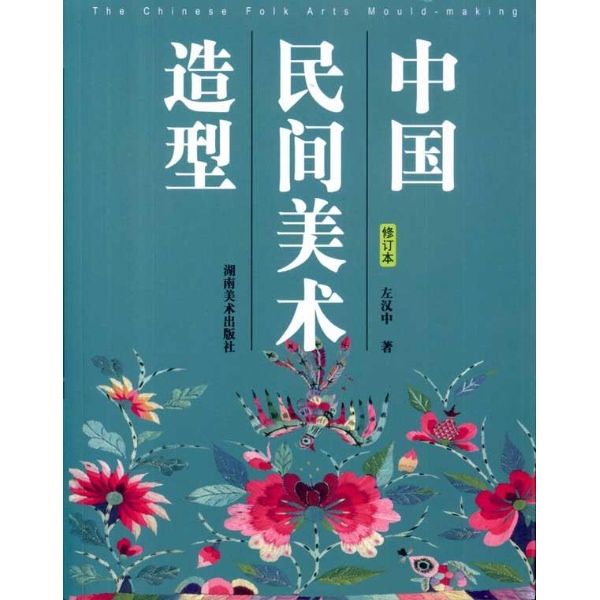 The Chinese Folk Arts Mould-making
中国
民间美术
造型
修订本
左汉中 著
湖南美术出版社